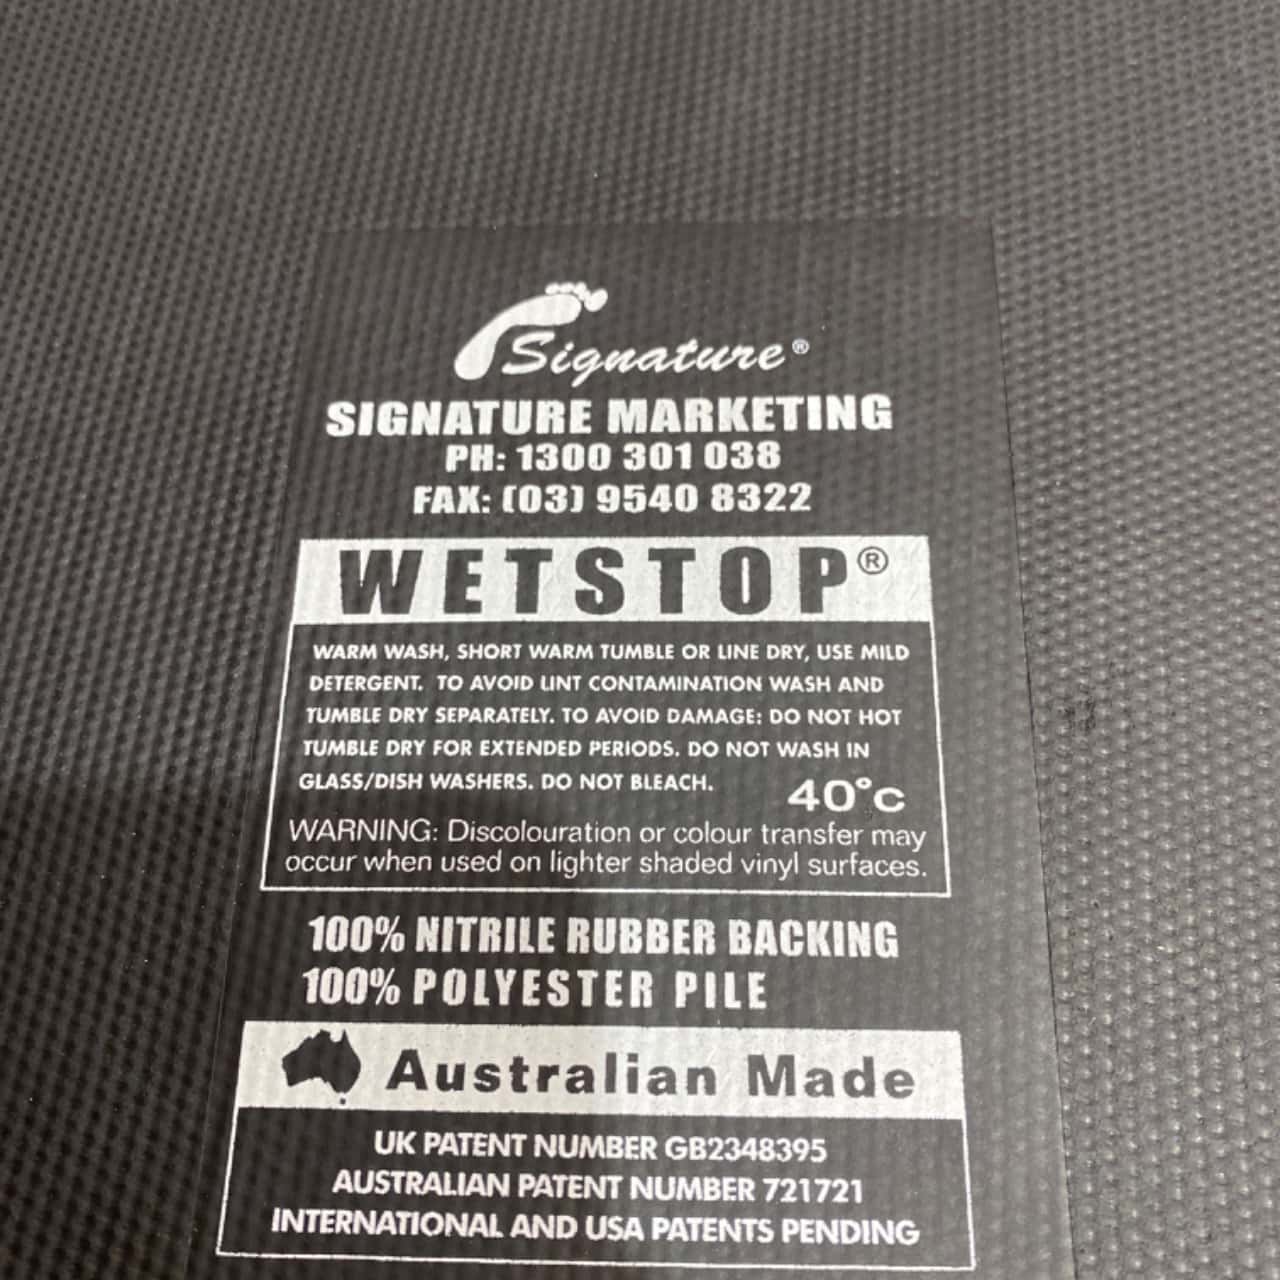 Signature®
SIGNATURE MARKETING
PH: 1300 301 038
FAX: (03) 9540 8322
WETSTOP®
WARM WASH, SHORT WARM TUMBLE OR LINE DRY, USE MILD
DETERGENT. TO AVOID LINT CONTAMINATION WASH AND
TUMBLE DRY SEPARATELY. TO AVOID DAMAGE: DO NOT HOT
TUMBLE DRY FOR EXTENDED PERIODS. DO NOT WASH IN
GLASS/DISH WASHERS. DO NOT BLEACH.
40°c
WARNING: Discolouration or colour transfer may
occur when used on lighter shaded vinyl surfaces.
100% NITRILE RUBBER BACKING
100% POLYESTER PILE
Australian Made
UK PATENT NUMBER GB2348395
AUSTRALIAN PATENT NUMBER 721721
INTERNATIONAL AND USA PATENTS PENDING